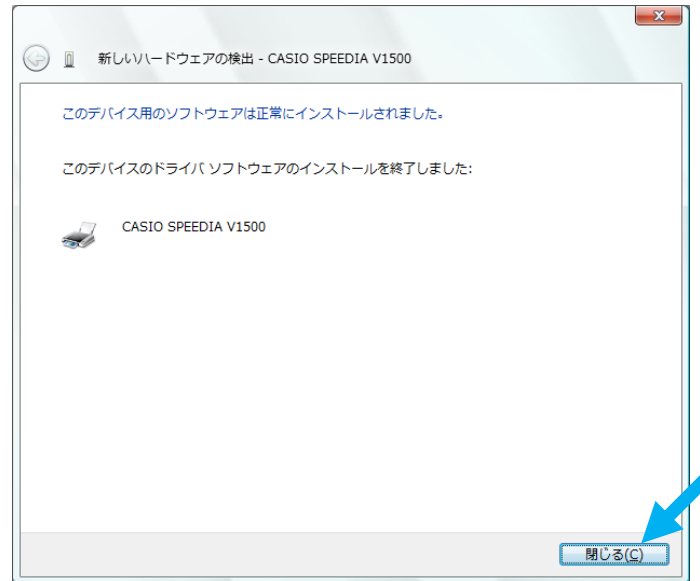 新しいハードウェアの検出 - CASIO SPEEDIA V1500
このデバイス用のソフトウェアは正常にインストールされました。
このデバイスのドライバ ソフトウェアのインストールを終了しました:
CASIO SPEEDIA V1500
閉じる(C)